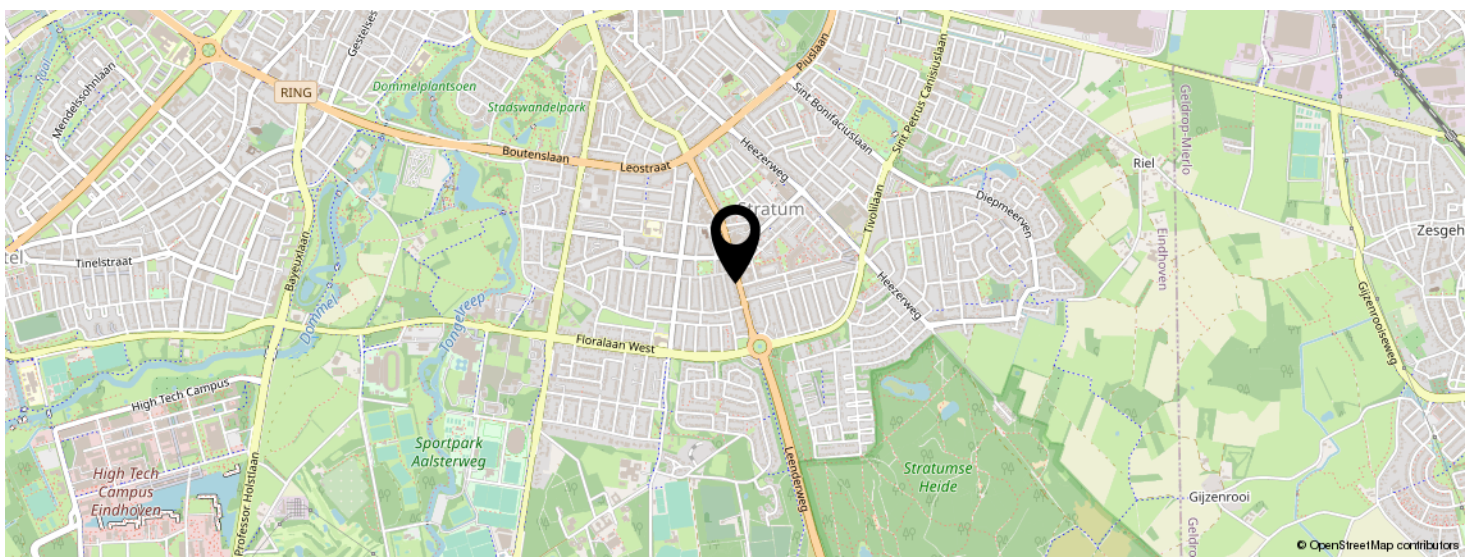 Mendelssohnlaan
Gestelses
RING
Dommelplantsoen
Stadswandelpark
Piuslaan
Sint Bonifaciuslaan
Sint Petrus Canisiuslaan
Geldrop-Mierlo
Boutenslaan
Leostraat
Heezerweg
Riel
Tivolilaan
Diepmeerven
Stratum
Tinelstraat
Bayeuxlaan
Eindhoven
Zesgeh
Dommel
Tongelreep
Heezerweg
Gijzenrooiseweg
Floralaan West
High Tech Campus
Sportpark
Aalsterweg
High Tech
Campus
Eindhoven
Professor Holstlaan
Leenderweg
Stratumse
Heide
Gijzenrooi
Geldro
© OpenStreetMap contributors